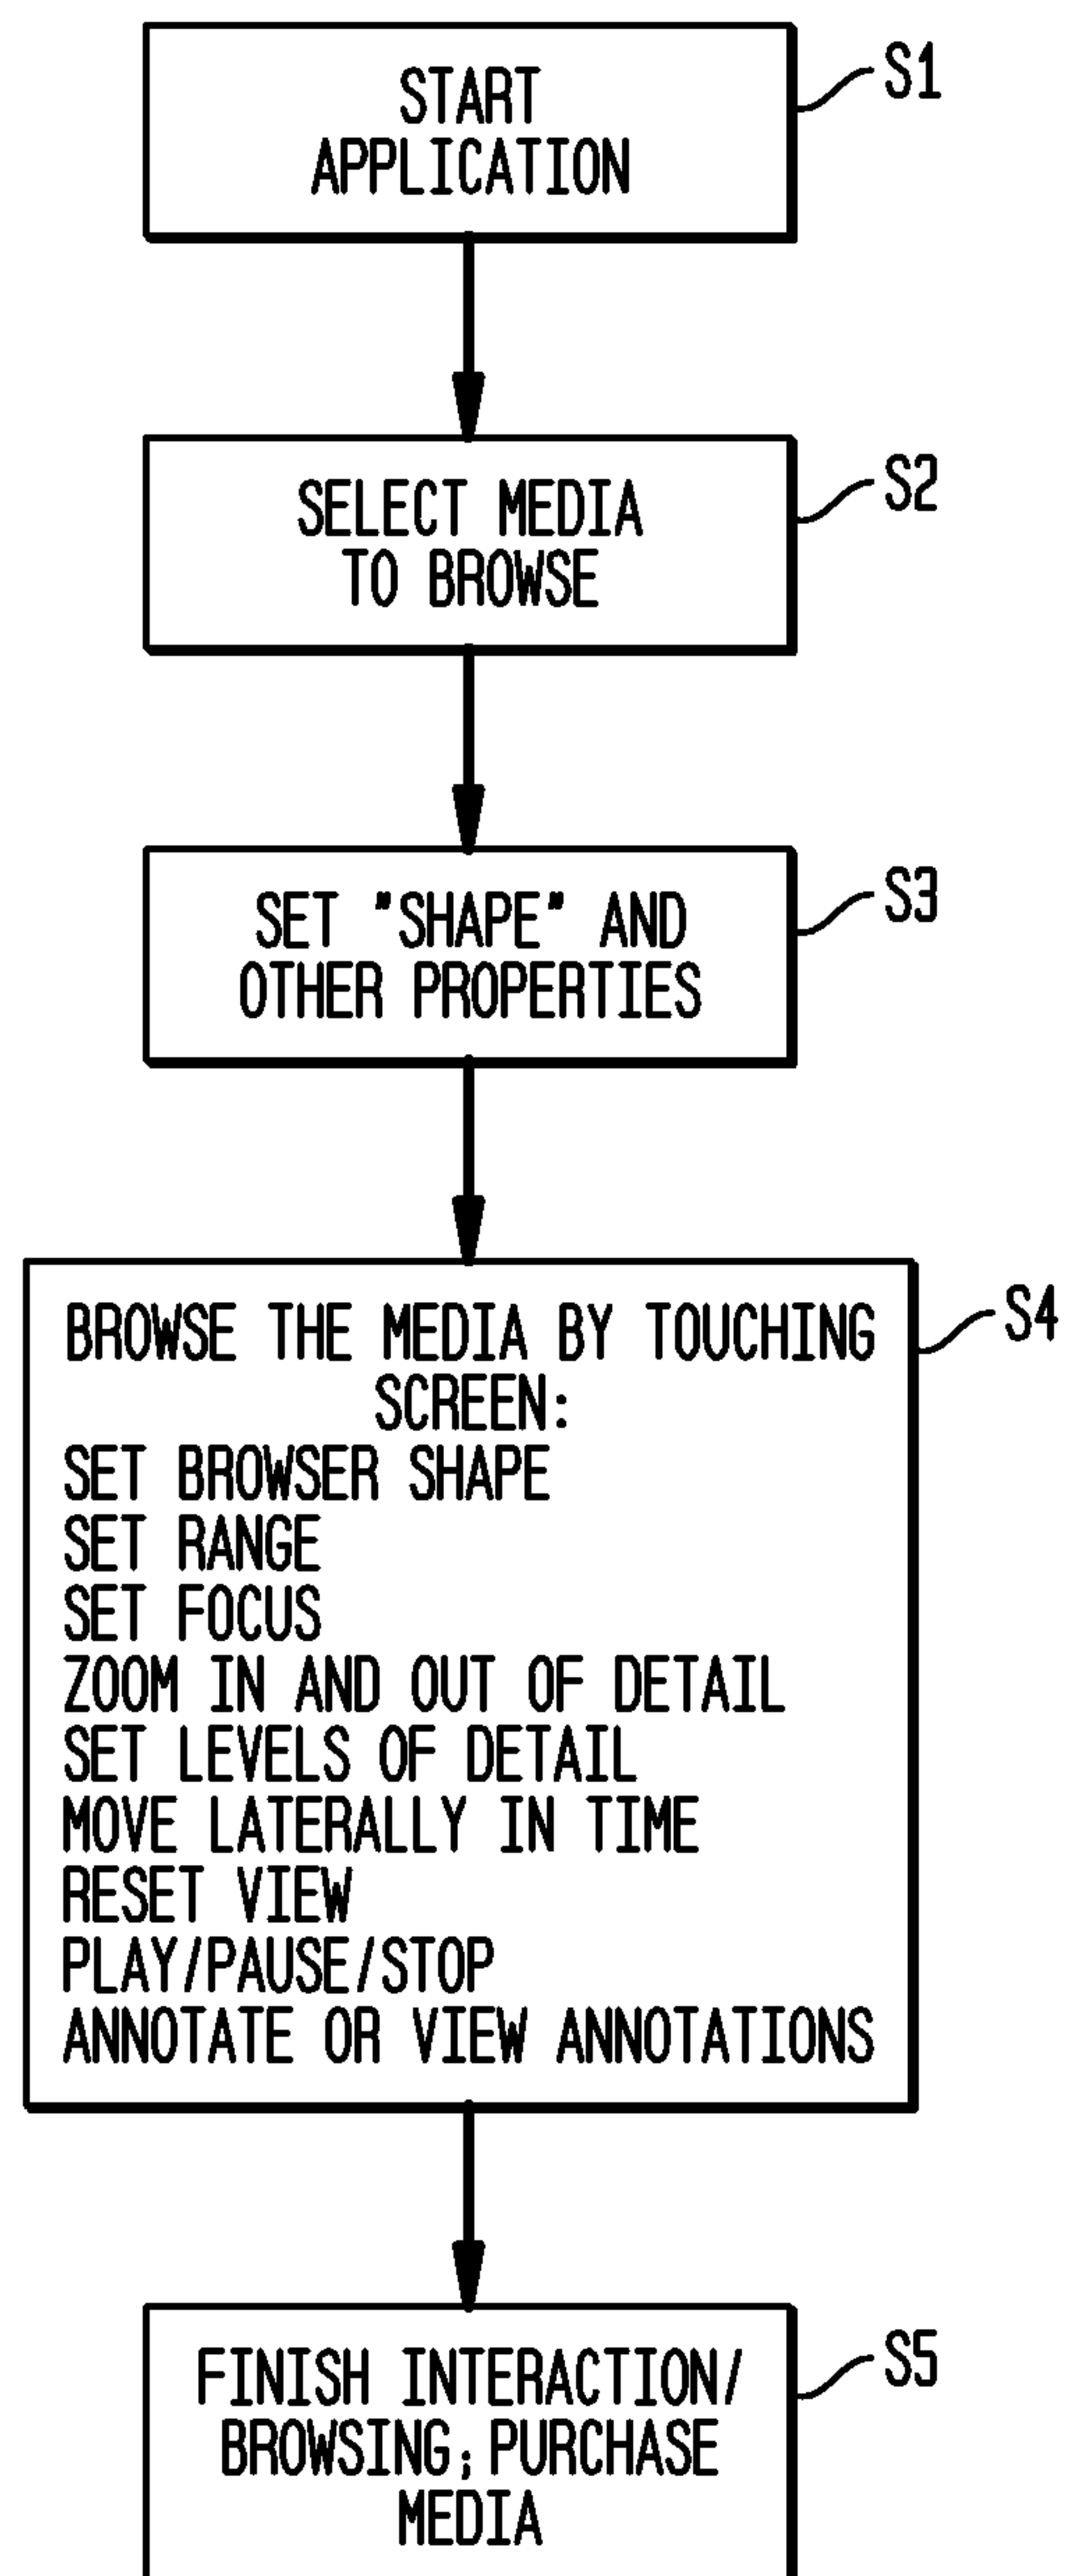 START
APPLICATION
S1
SELECT MEDIA
TO BROWSE
S2
SET "SHAPE" AND
OTHER PROPERTIES
S3
BROWSE THE MEDIA BY TOUCHING
SCREEN:
SET BROWSER SHAPE
SET RANGE
SET FOCUS
ZOOM IN AND OUT OF DETAIL
SET LEVELS OF DETAIL
MOVE LATERALLY IN TIME
RESET VIEW
PLAY/PAUSE/STOP
ANNOTATE OR VIEW ANNOTATIONS
S4
FINISH INTERACTION/
BROWSING; PURCHASE
MEDIA
S5